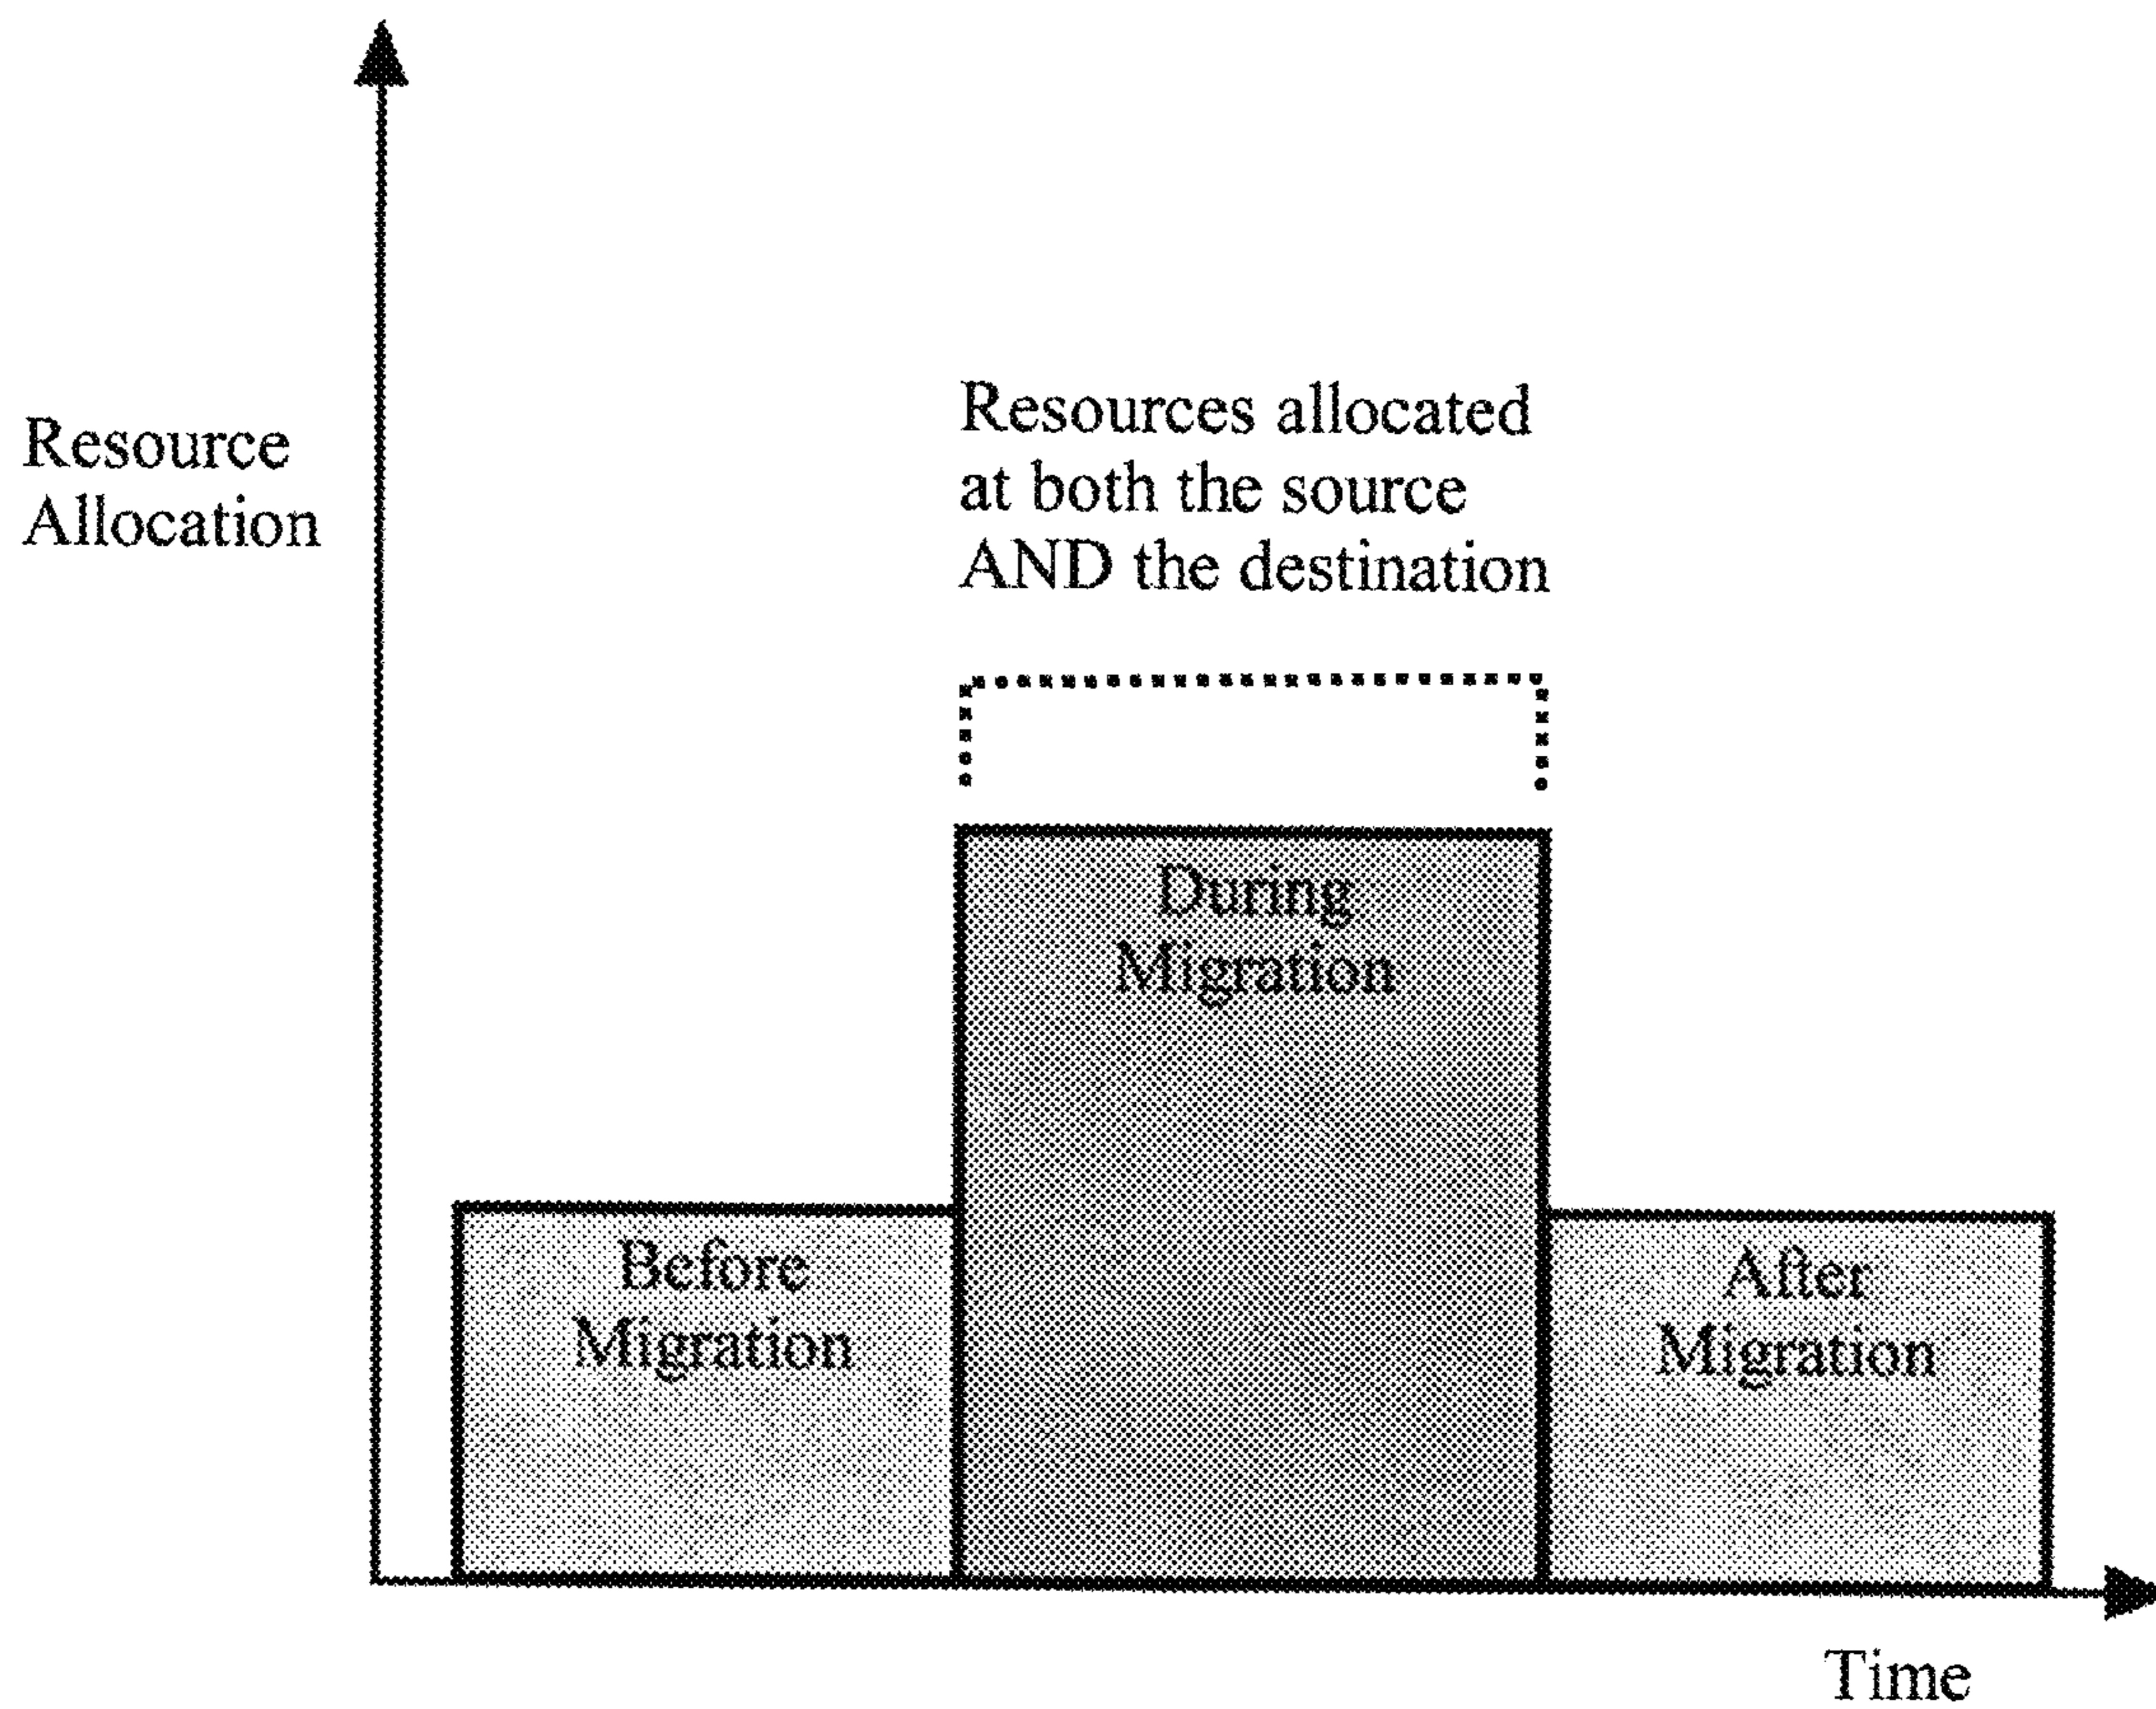 Resource
Allocation
Resources allocated
at both the source
AND the destination
During
Migration
Before
Migration
After
Migration
Time